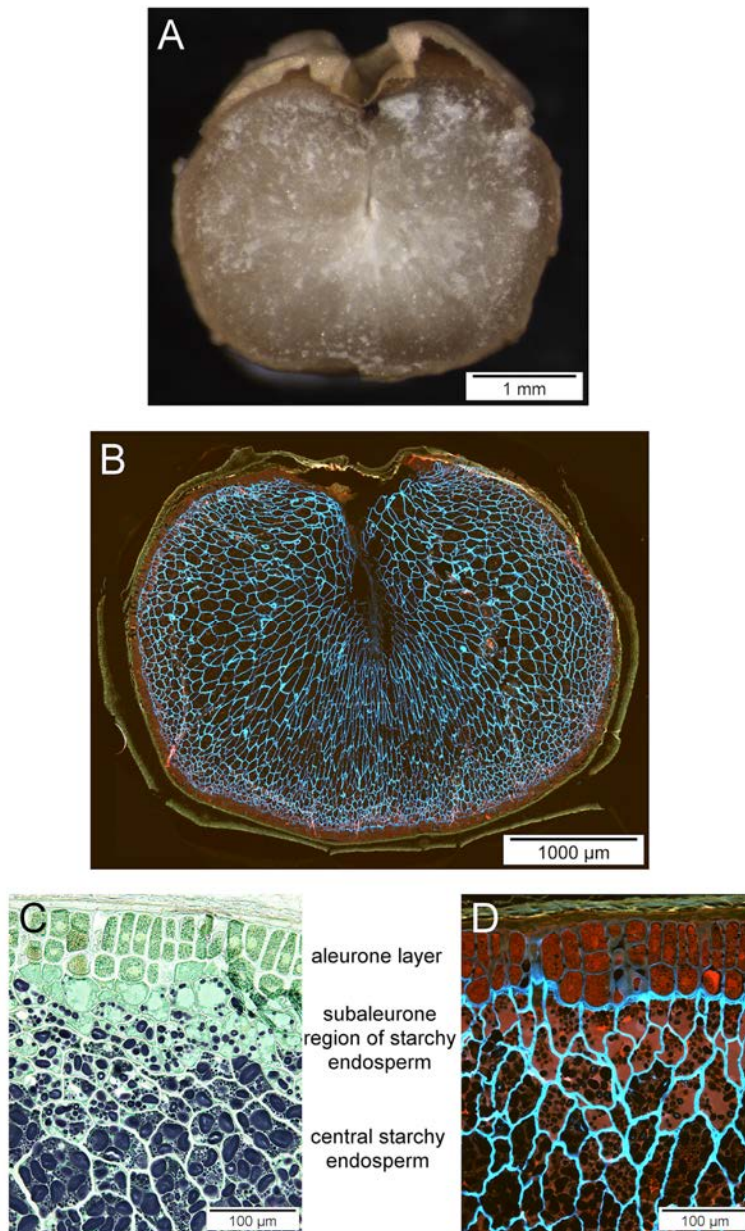 A
1 mm
B
1000 µm
C
D
aleurone layer
subaleurone
region of starchy
endosperm
central starchy
endosperm
100 µm
100 µm